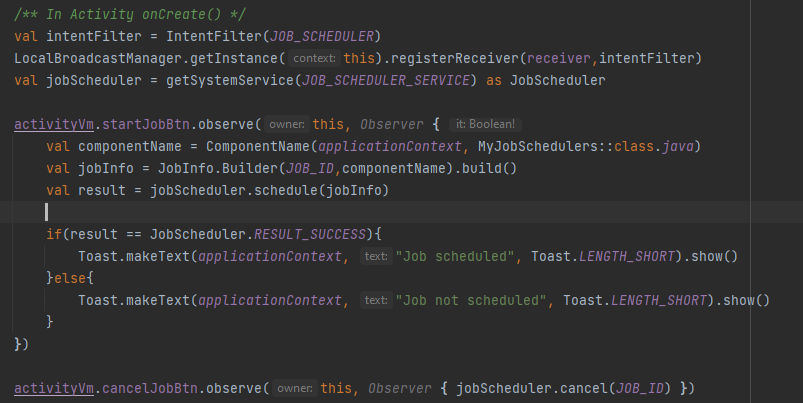 /** In Activity onCreate() */
val intentFilter = IntentFilter(JOB_SCHEDULER)
LocalBroadcastManager.getInstance( context: this).registerReceiver(receiver,intentFilter)
val jobScheduler = getSystemService(JOB_SCHEDULER_SERVICE) as JobScheduler
activityVm.startJobBtn.observe( owner: this, Observer { it: Boolean!
val componentName = ComponentName(applicationContext, MyJobSchedulers::class.java)
val jobInfo = JobInfo.Builder(JOB_ID,componentName).build()
val result = jobScheduler.schedule(jobInfo)
if(result == JobScheduler.RESULT_SUCCESS){
Toast.makeText(applicationContext, text: "Job scheduled", Toast.LENGTH_SHORT).show()
}else{
Toast.makeText(applicationContext, text: "Job not scheduled", Toast.LENGTH_SHORT).show()
}
})
activityVm.cancelJobBtn.observe( owner: this, Observer { jobScheduler.cancel(JOB_ID) })